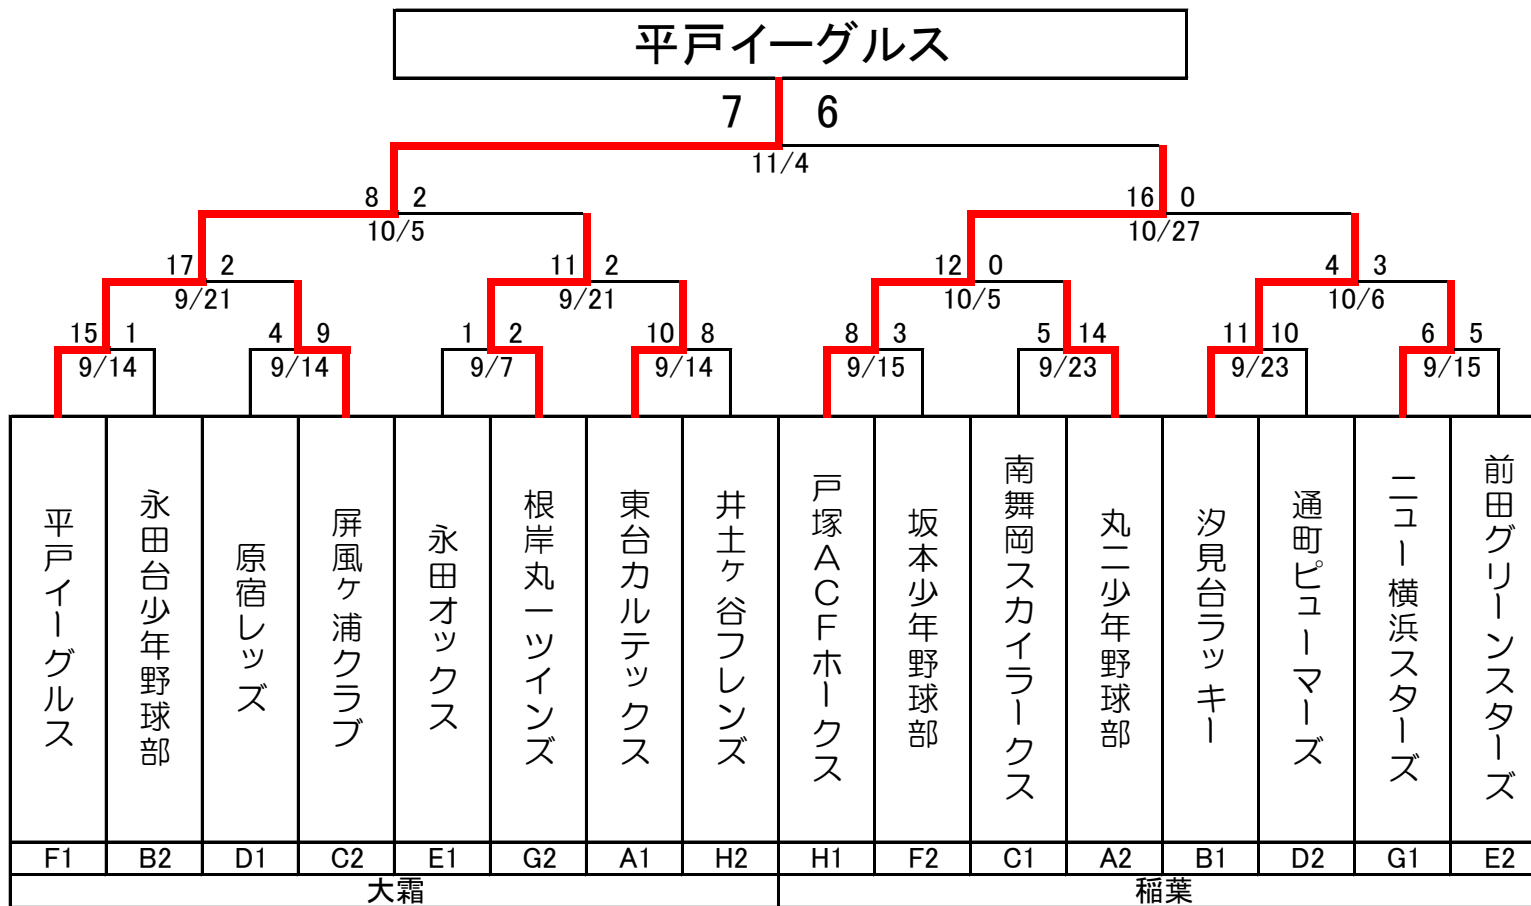 平戸イーグルス
7 6
11/4
8 2 16 0
10/5 10/27
17 2 11 2 12 0 4 3
9/21 9/21 10/5 10/6
15 1 4 9 1 2 10 8 8 3 5 14 11 10 6 5
9/14 9/14 9/7 9/14 9/15 9/23 9/23 9/15
平戸イーグルス
永田台少年野球部
原宿レッズ
屏風ヶ浦クラブ
永田オックス
根岸丸一ツインズ
東台カルテックス
井土ヶ谷フレンズ
戸塚ACFホークス
坂本少年野球部
南舞岡スカイラークス
丸二少年野球部
汐見台ラッキー
通町ピューマーズ
ニュー横浜スターズ
前田グリーンスターズ
F1 B2 D1 C2 E1 G2 A1 H2 H1 F2 C1 A2 B1 D2 G1 E2
大霜 稲葉